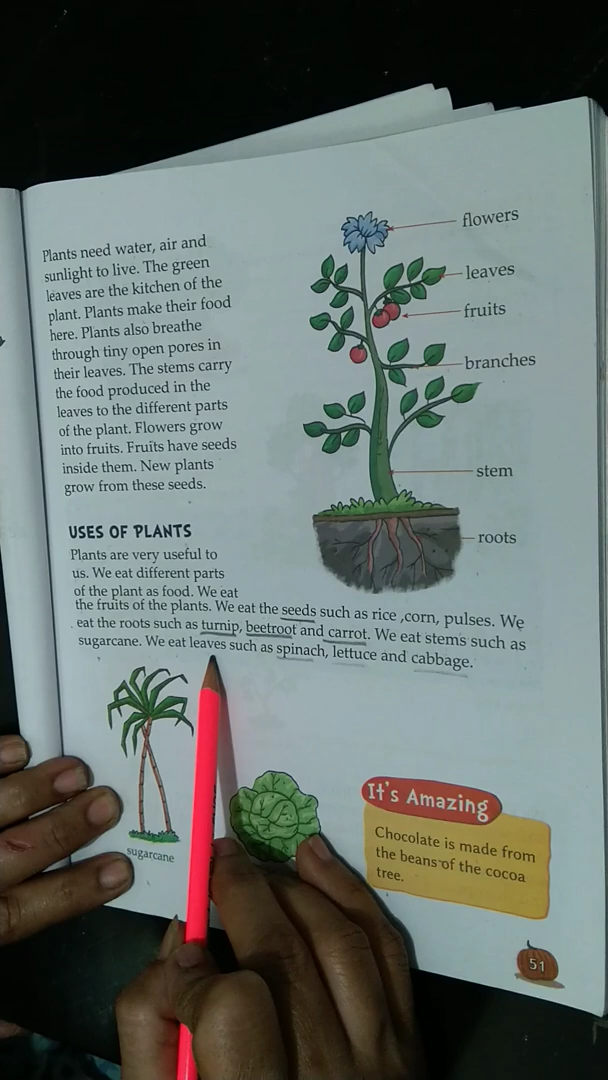 Plants need water, air and
sunlight to live. The green
leaves are the kitchen of the
plant. Plants make their food
here. Plants also breathe
through tiny open pores in
their leaves. The stems carry
the food produced in the
leaves to the different parts
of the plant. Flowers grow
into fruits. Fruits have seeds
inside them. New plants
grow from these seeds.
flowers
leaves
fruits
branches
stem
roots
USES OF PLANTS
Plants are very useful to
us. We eat different parts
of the plant as food. We eat
the fruits of the plants. We eat the seeds such as rice ,corn, pulses. We
eat the roots such as turnip, beetroot and carrot. We eat stems such as
sugarcane. We eat leaves such as spinach, lettuce and cabbage.
sugarcane
It's Amazing
Chocolate is made from
the beans of the cocoa
tree.
51